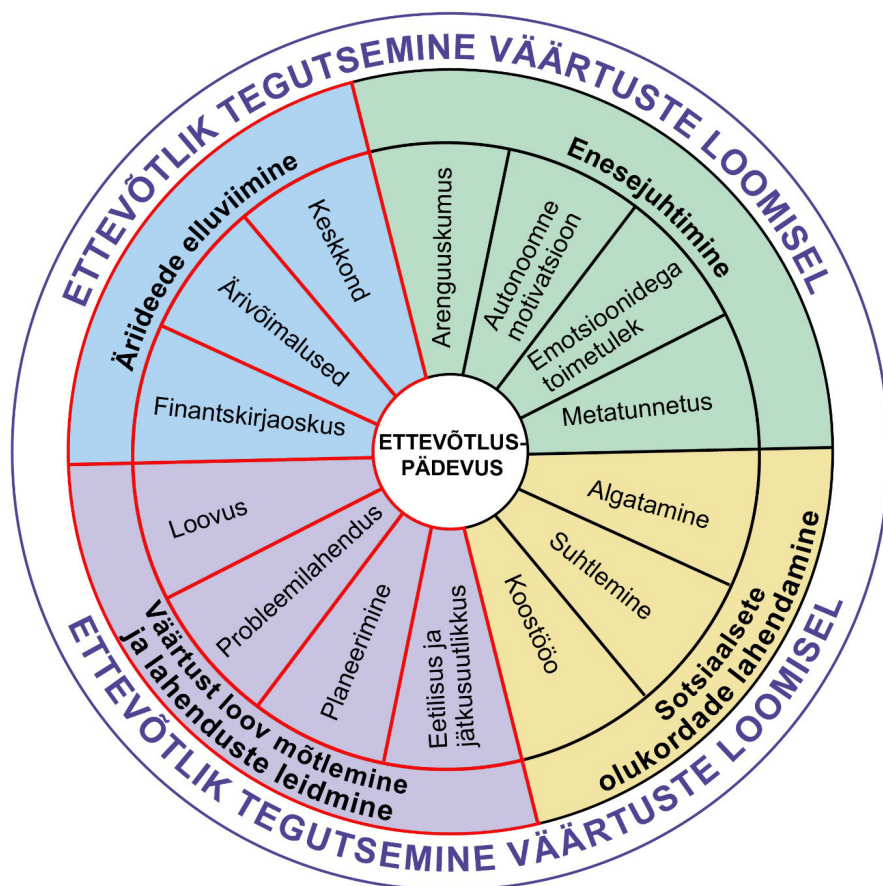 ETTEVÕTLIK TEGUTSEMINE VÄÄRTUSTE LOOMISEL
Enesejuhtimine
Arenguuskumus
Autonoomne
motivatsioon
Emotsioonidega
toimetulek
Metatunnetus
Sotsiaalsete
olukordade lahendamine
Algatamine
Suhtlemine
Koostööo
Väärtust loov mõtlemine
ja lahenduste leidmine
Eetilisus ja
jätkusuutlikkus
Planeerimine
Probleemilahendus
Loovus
Äriideede elluviimine
Finantskirjaoskus
Ärivõimalused
Keskkond
ETTEVÕTLUS-
PÄDEVUS
ETTEVÕTLIK TEGUTSEMINE VÄÄRTUSTE LOOMISEL